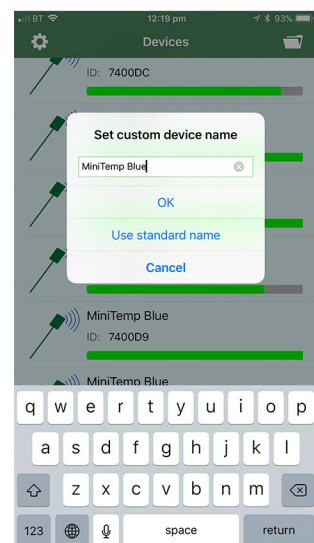 BT 12:19 pm 93%
Devices
ID: 7400DC
Set custom device name
MiniTemp Blue
OK
Use standard name
Cancel
MiniTemp Blue
ID: 7400D9
MiniTemp Blue
q w e r t y u i o p
a s d f g h j k l
z x c v b n m
123 space return